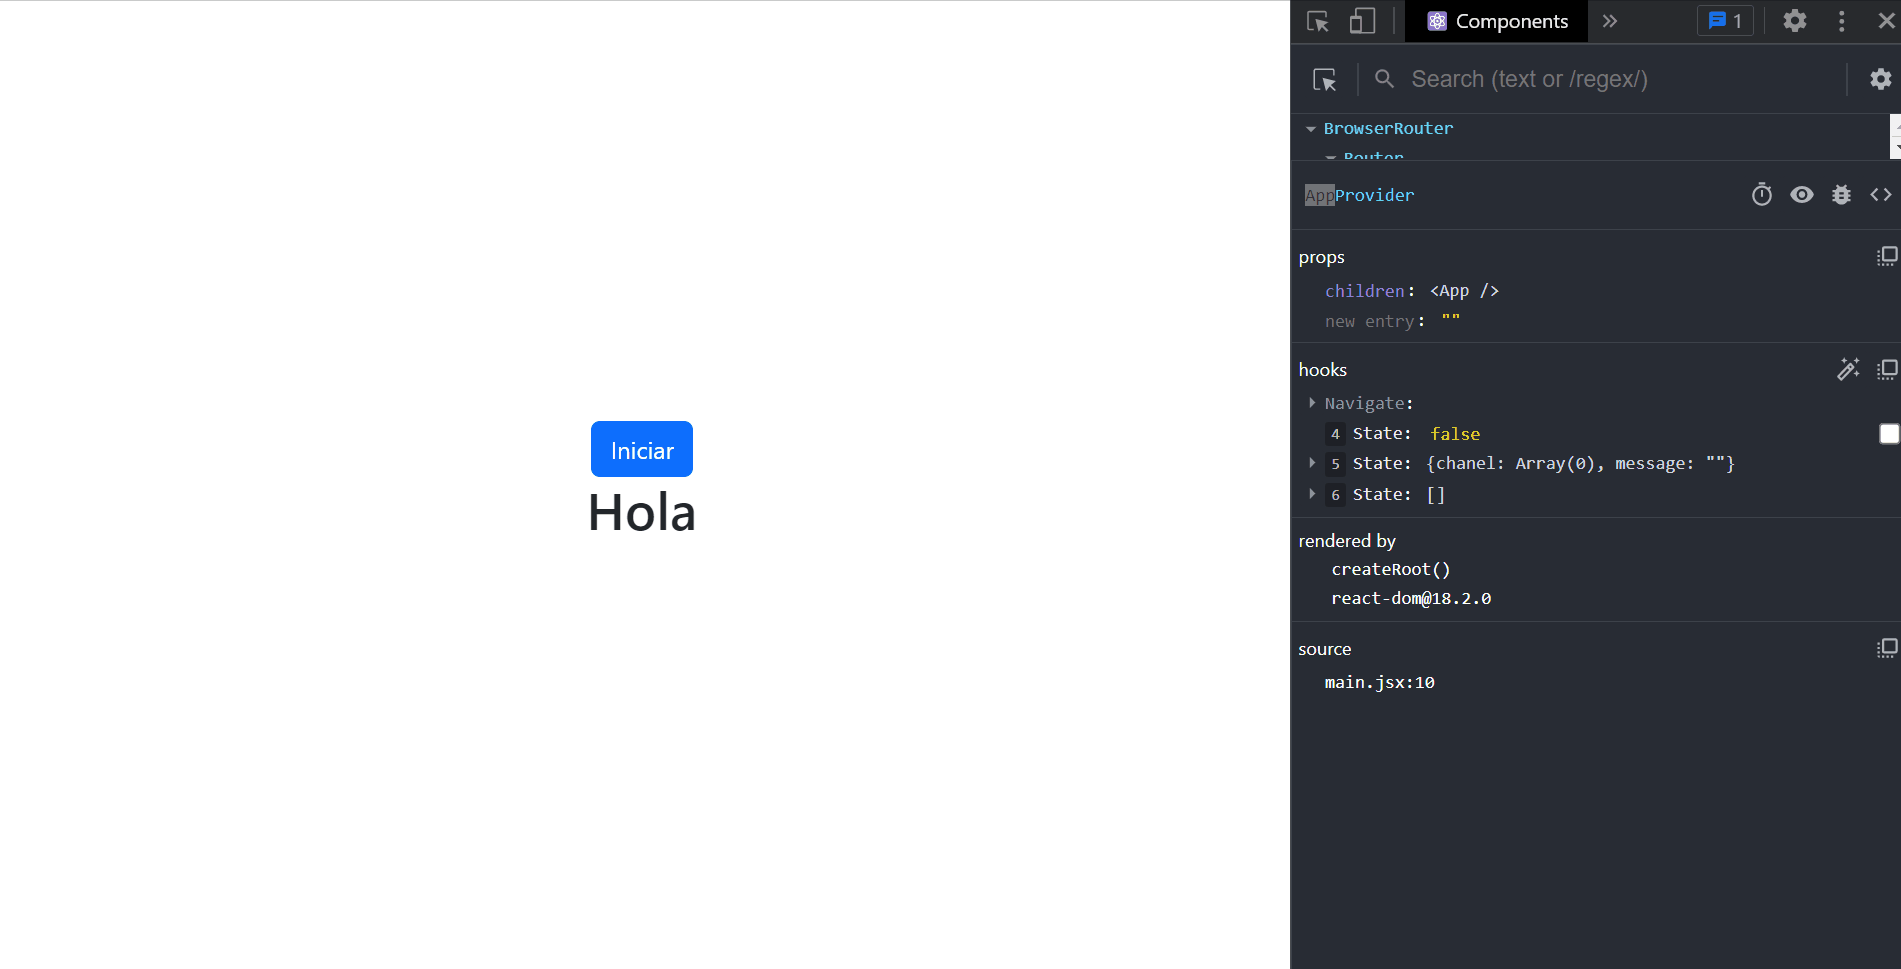 Iniciar
Hola
Components
1
Search (text or /regex/)
BrowserRouter
Router
AppProvider
props
children: <App />
new entry: ""
hooks
Navigate:
4 State: false
5 State: {chanel: Array(0), message: ""}
6 State: []
rendered by
createRoot()
react-dom@18.2.0
source
main.jsx:10